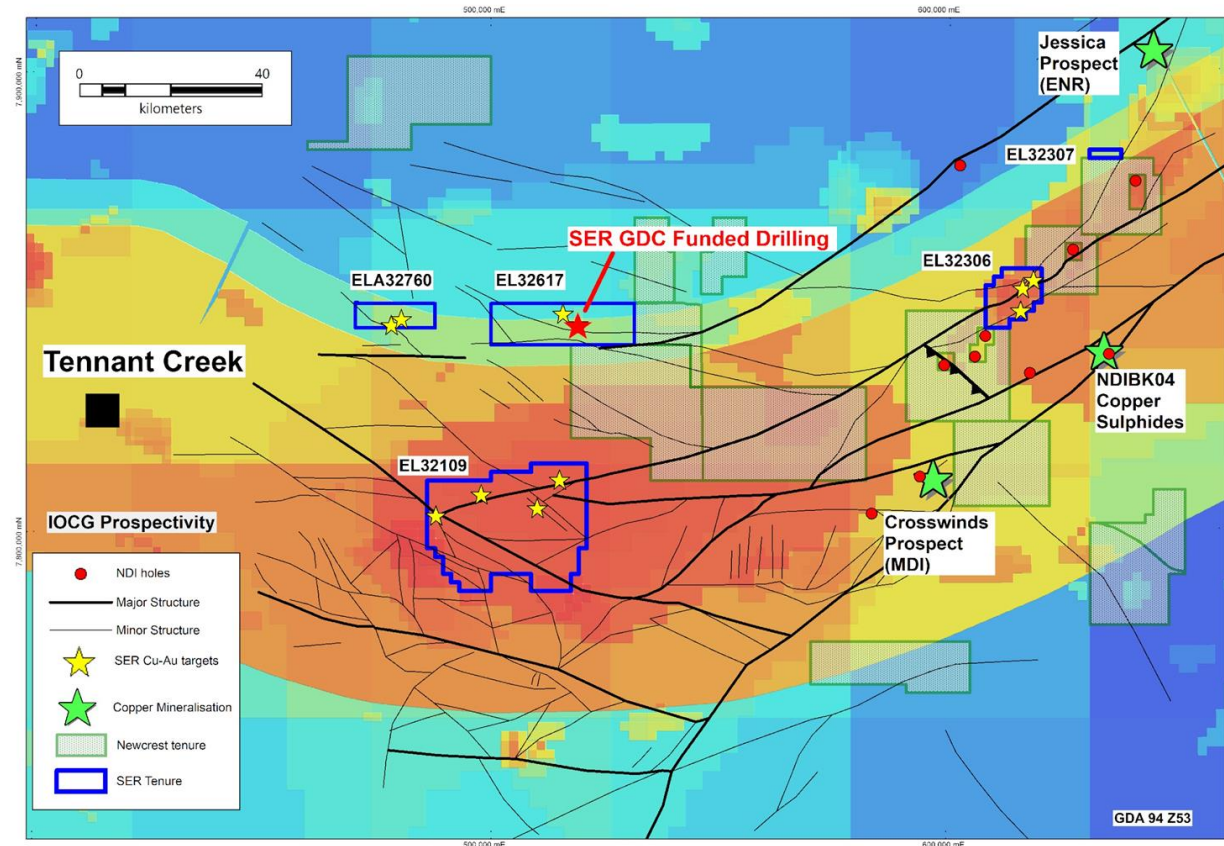 500,000 mE
600,000 mE
7,900,000 mN
0
40
kilometers
Jessica
Prospect
(ENR)
EL32307
SER GDC Funded Drilling
EL32306
ELA32760
EL32617
Tennant Creek
NDIBK04
Copper
Sulphides
EL32109
Crosswinds
Prospect
(MDI)
7,800,000 mN
IOCG Prospectivity
NDI holes
Major Structure
Minor Structure
SER Cu-Au targets
Copper Mineralisation
Newcrest tenure
SER Tenure
GDA 94 Z53
500,000 mE
600,000 mE